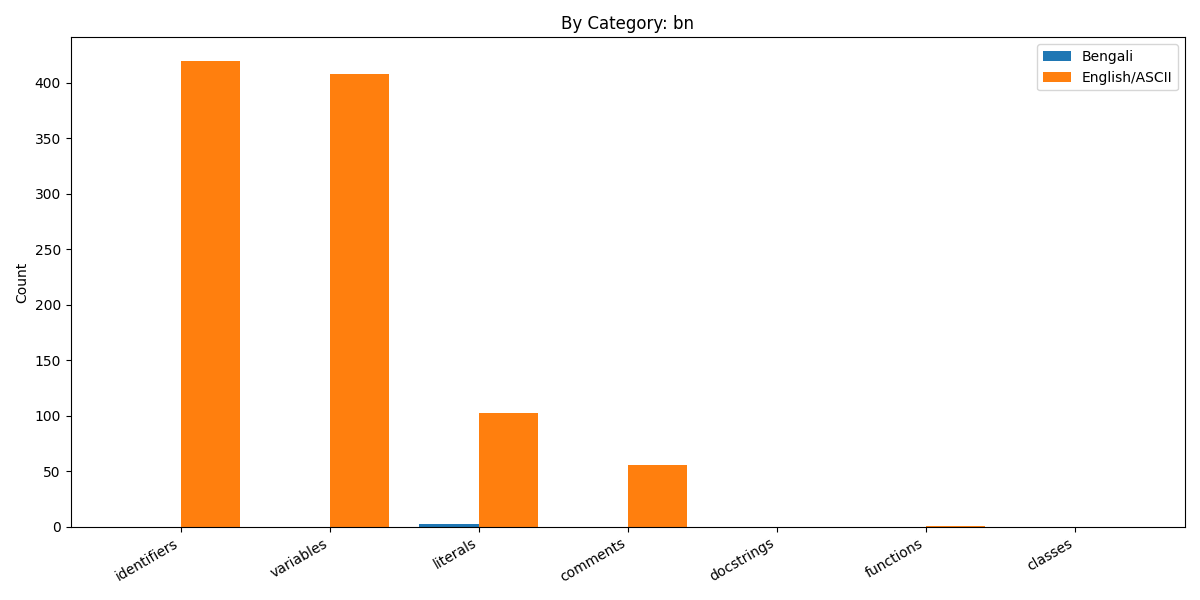 By Category: bn
Bengali
English/ASCII
Count
400
350
300
250
200
150
100
50
0
identifiers
variables
literals
comments
docstrings
functions
classes